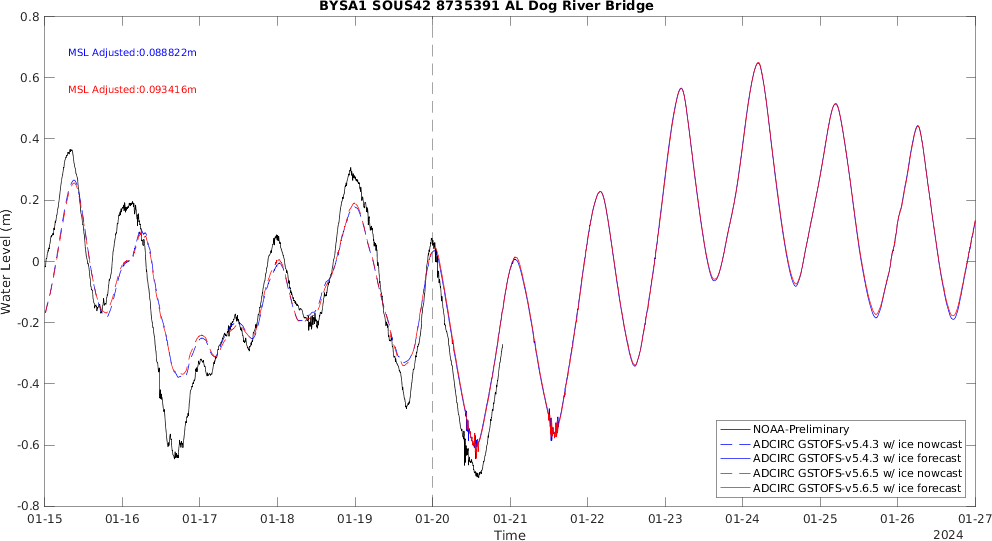 BYSA1 SOUS42 8735391 AL Dog River Bridge
MSL Adjusted:0.088822m
MSL Adjusted:0.093416m
Water Level (m)
0.8
0.6
0.4
0.2
0
-0.2
-0.4
-0.6
-0.8
NOAA-Preliminary
ADCIRC GSTOFS-v5.4.3 w/ ice nowcast
ADCIRC GSTOFS-v5.4.3 w/ ice forecast
ADCIRC GSTOFS-v5.6.5 w/ ice nowcast
ADCIRC GSTOFS-v5.6.5 w/ ice forecast
01-15 01-16 01-17 01-18 01-19 01-20 01-21 01-22 01-23 01-24 01-25 01-26 01-27
Time
2024